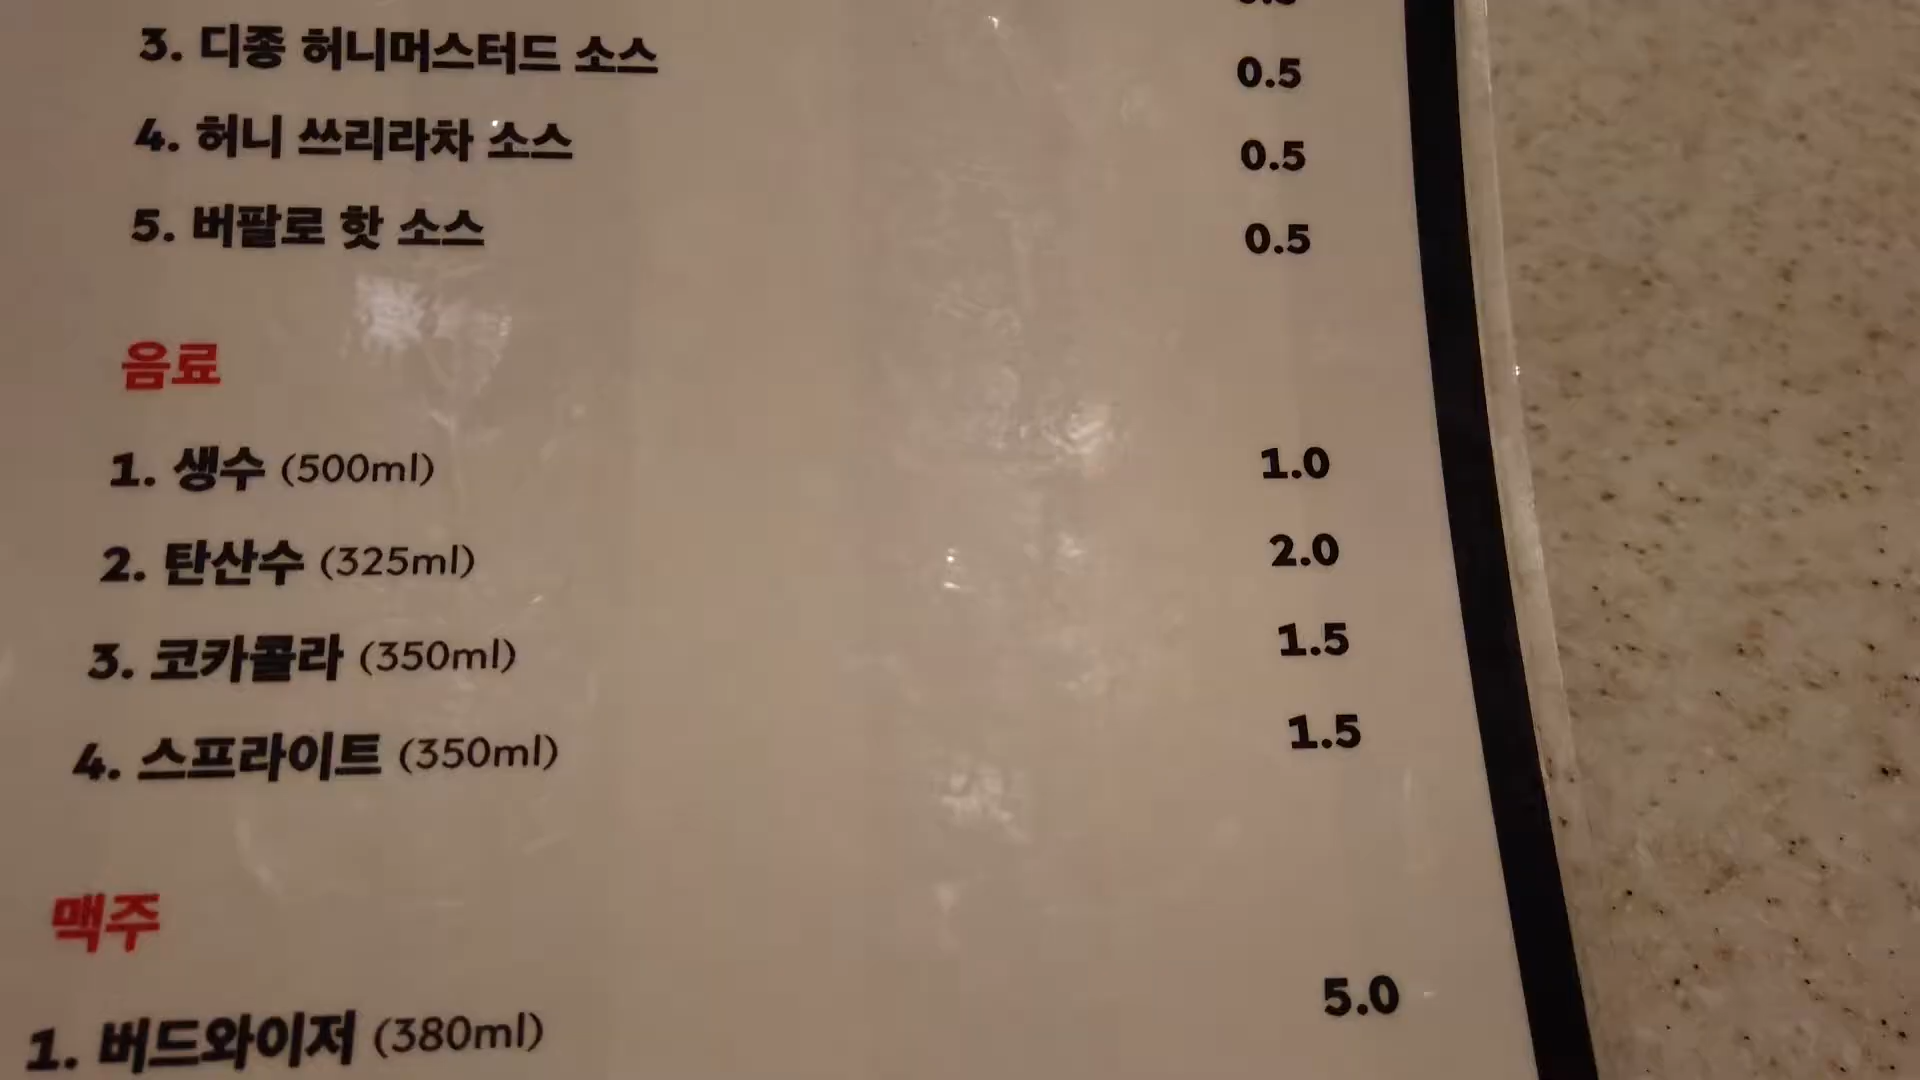 3. 디종 허니머스터드 소스 0.5
4. 허니 쓰리라차 소스 0.5
5. 버팔로 핫 소스 0.5
음료
1. 생수 (500ml) 1.0
2. 탄산수 (325ml) 2.0
3. 코카콜라 (350ml) 1.5
4. 스프라이트 (350ml) 1.5
맥주
1. 버드와이저 (380ml) 5.0